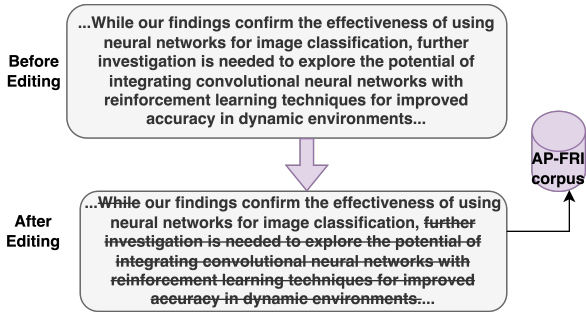 ...While our findings confirm the effectiveness of using
neural networks for image classification, further
investigation is needed to explore the potential of
integrating convolutional neural networks with
reinforcement learning techniques for improved
accuracy in dynamic environments...
Before
Editing
AP-FRI
corpus
After
Editing
...While our findings confirm the effectiveness of using
neural networks for image classification, further
investigation is needed to explore the potential of
integrating convolutional neural networks with
reinforcement learning techniques for improved
accuracy in dynamic environments....